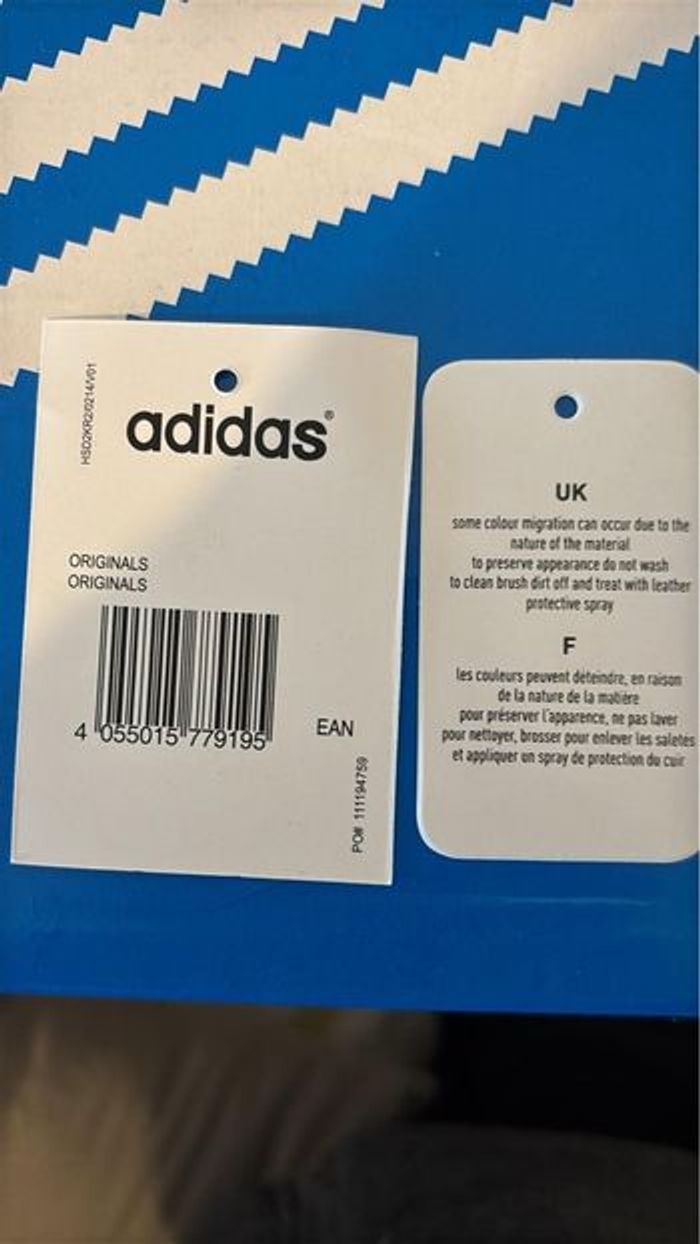 HSD2KR2/0214/V01
adidas®
ORIGINALS
ORIGINALS
4 055015 779195
EAN
PO# 111194759
UK
some colour migration can occur due to the
nature of the material
to preserve appearance do not wash
to clean brush dirt off and treat with leather
protective spray
F
les couleurs peuvent déteindre, en raison
de la nature de la matière
pour préserver l'apparence, ne pas laver
pour nettoyer, brosser pour enlever les saletés
et appliquer un spray de protection du cuir